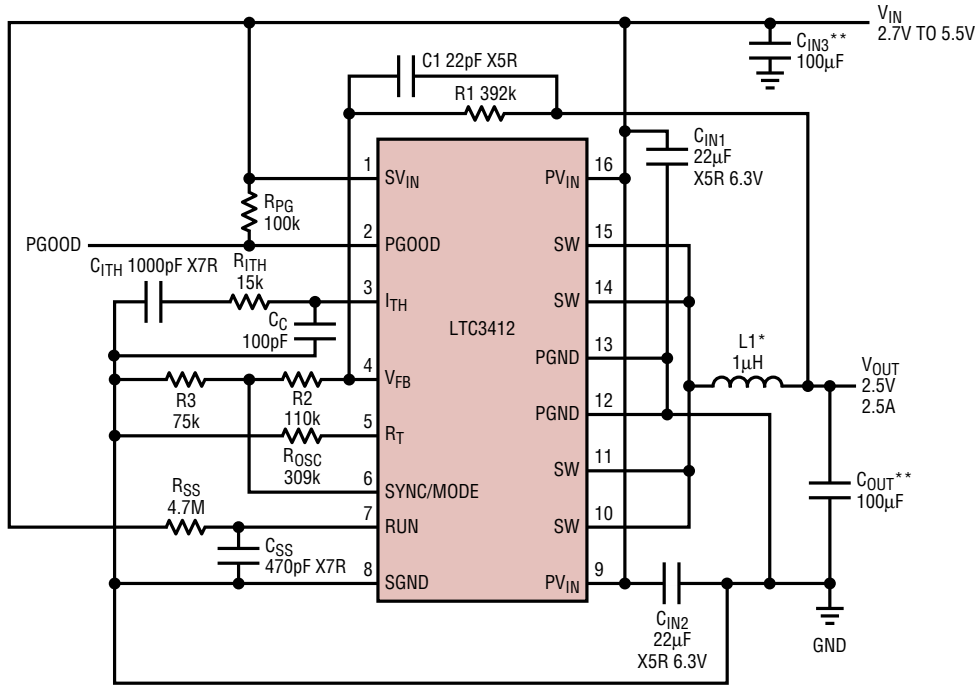 VIN
2.7V TO 5.5V
CIN3**
100µF
C1 22pF X5R
R1 392k
CIN1
22µF
X5R 6.3V
1
SVIN
PVIN
16
RPG
100k
PGOOD
2
PGOOD
SW
15
CITH 1000pF X7R
RITH
15k
3
ITH
SW
14
CC
100pF
LTC3412
PGND
13
L1*
1µH
VOUT
2.5V
2.5A
4
VFB
R3
75k
R2
110k
PGND
12
5
RT
ROSC
309k
SW
11
6
SYNC/MODE
COUT**
100µF
RSS
4.7M
7
RUN
SW
10
CSS
470pF X7R
8
SGND
PVIN
9
CIN2
22µF
X5R 6.3V
GND